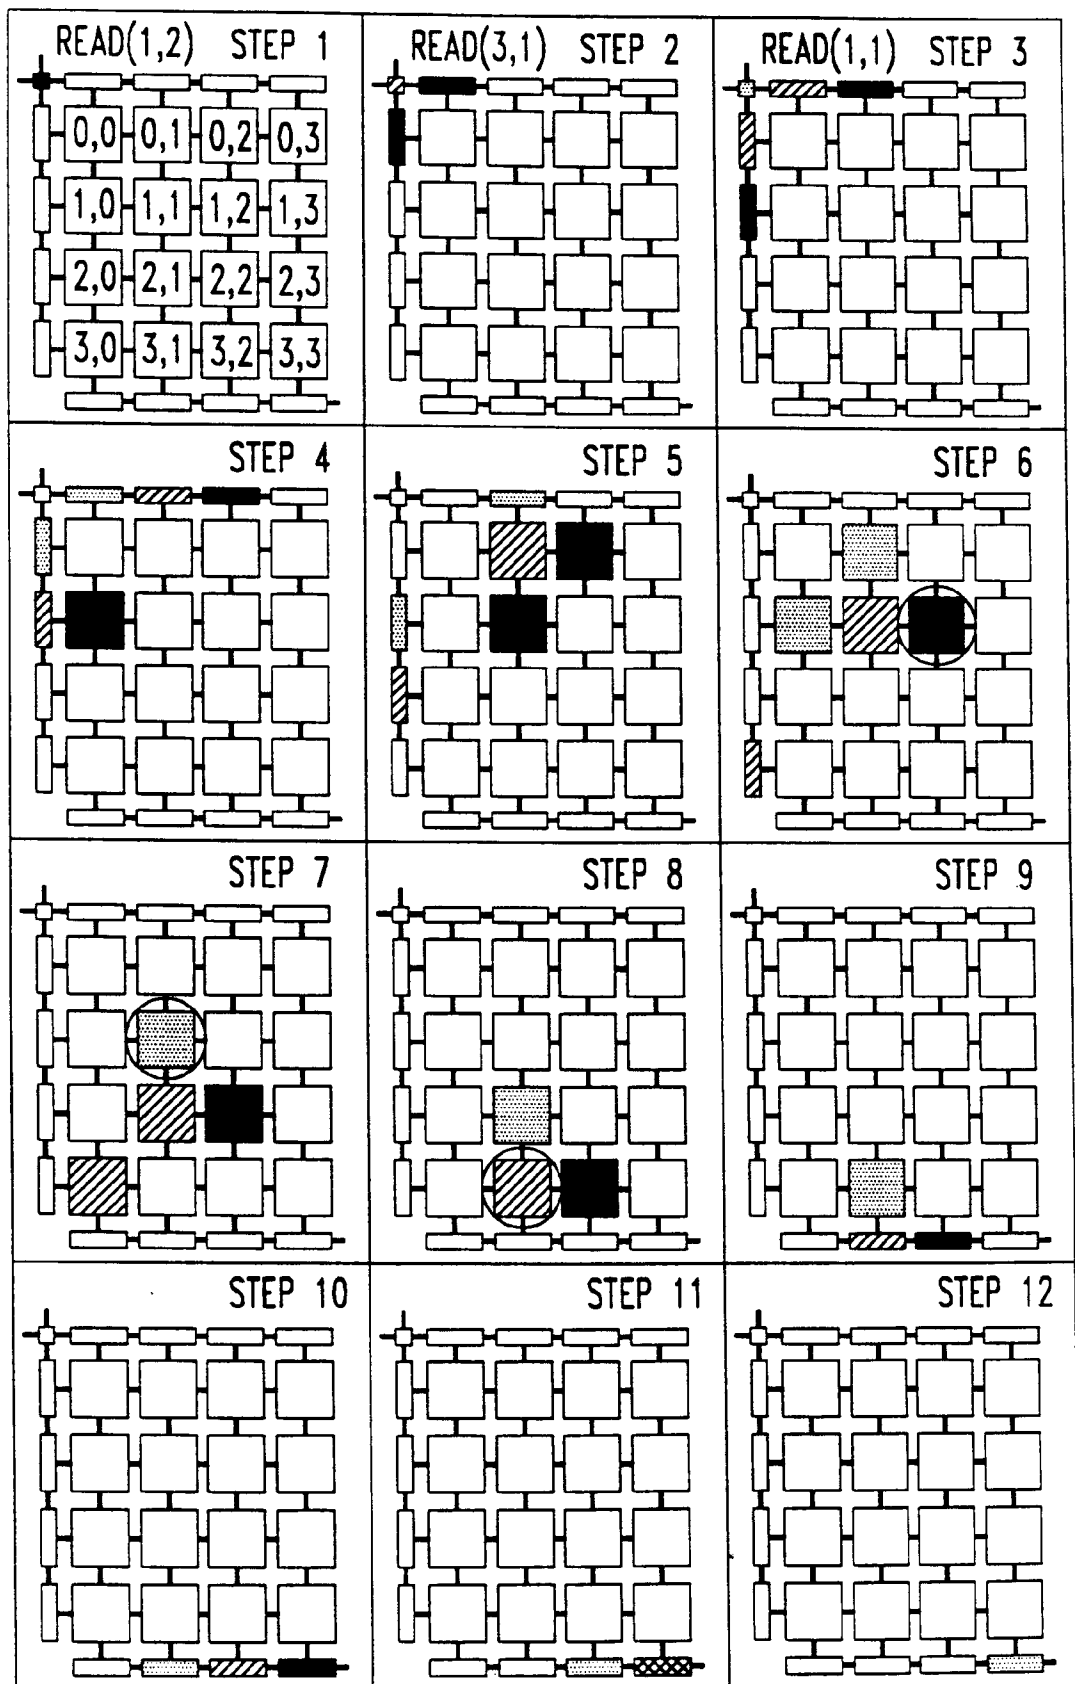 READ(1,2) STEP 1
0,0 0,1 0,2 0,3
1,0 1,1 1,2 1,3
2,0 2,1 2,2 2,3
3,0 3,1 3,2 3,3
READ(3,1) STEP 2
READ(1,1) STEP 3
STEP 4
STEP 5
STEP 6
STEP 7
STEP 8
STEP 9
STEP 10
STEP 11
STEP 12